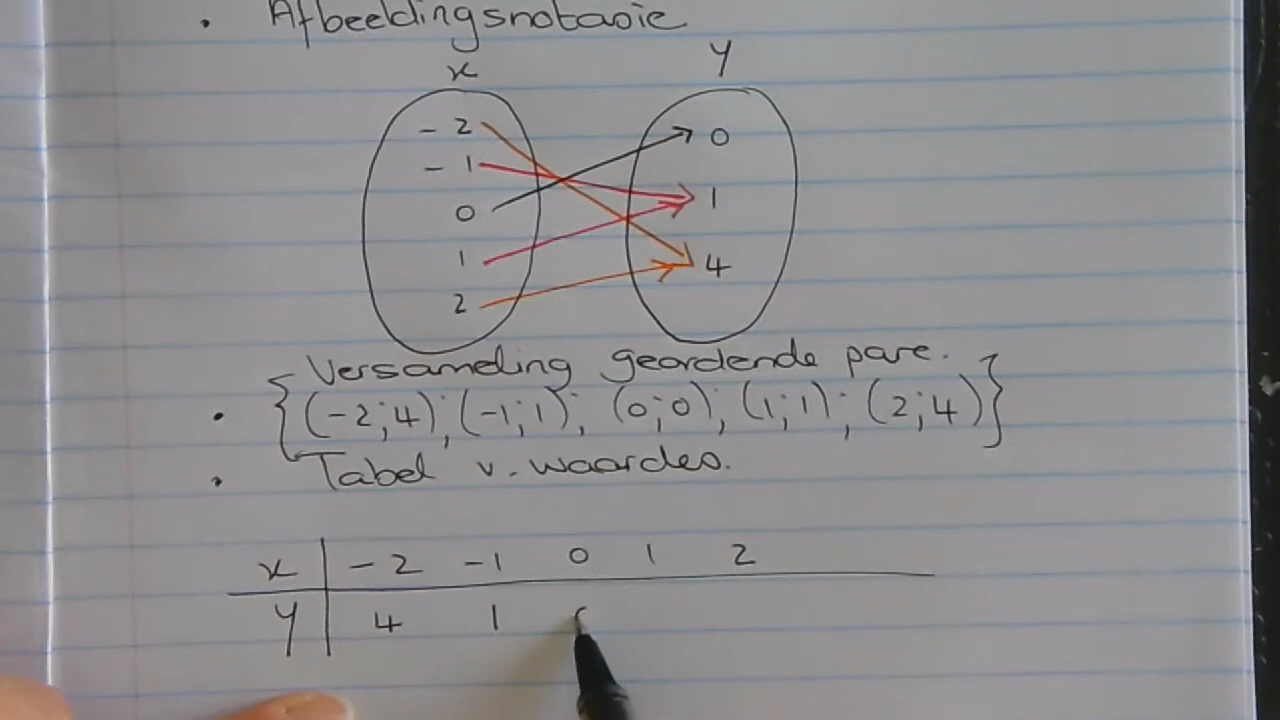 • Afbeeldingsnotasie
x y
- 2 0
- 1 1
0 4
1
2
Versameling geordende pare.
• {(-2;4);(-1;1); (0;0); (1;1); (2;4)}
• Tabel v. waardes.
x | -2 -1 0 1 2
y | 4 1